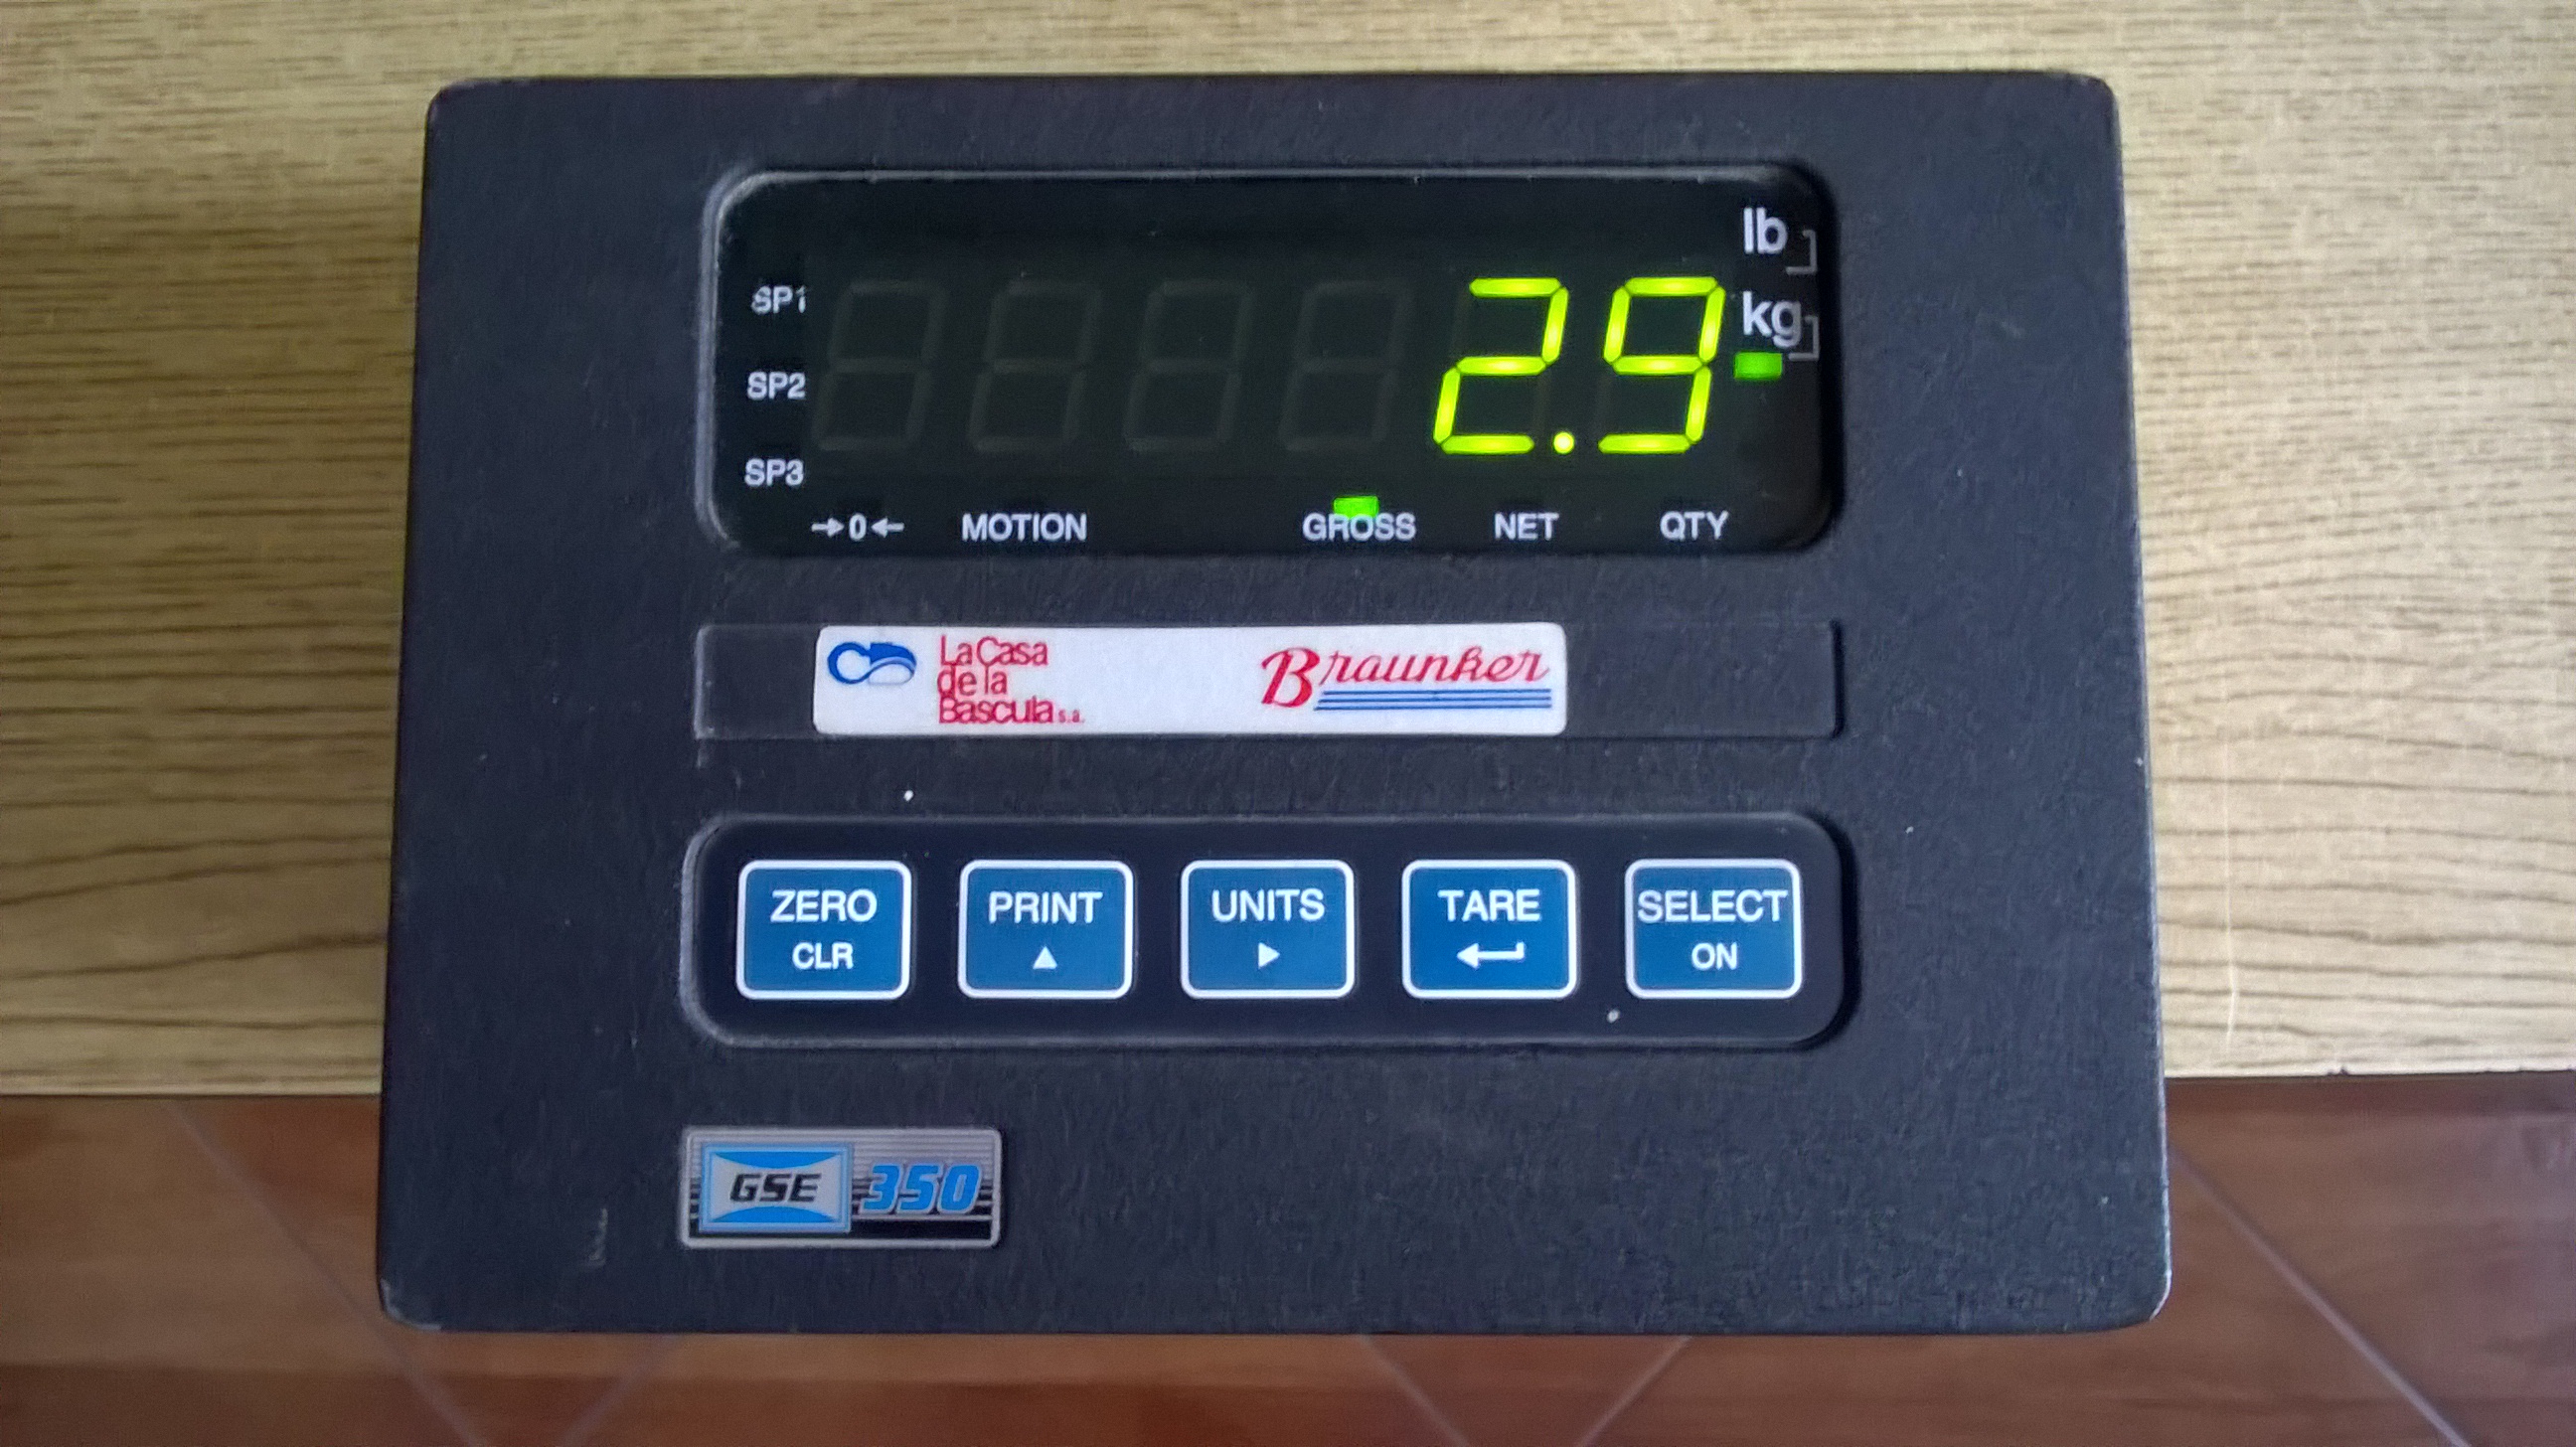 lb
kg
2.9
SP1
SP2
SP3
→0← MOTION GROSS NET QTY
La Casa
de la
Bascula s.a.
Braunker
ZERO
CLR
PRINT
▲
UNITS
▶
TARE
↵
SELECT
ON
GSE 350